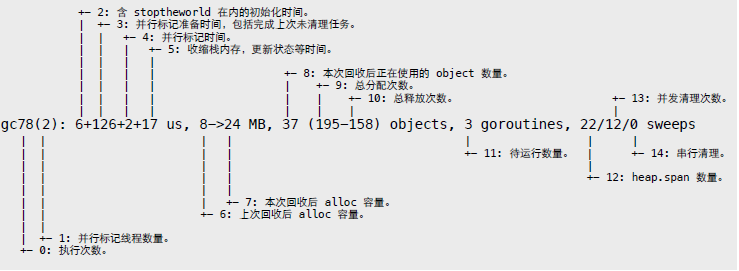 2: 含 stoptheworld 在内的初始化时间。
3: 并行标记准备时间，包括完成上次未清理任务。
4: 并行标记时间。
5: 收缩栈内存，更新状态等时间。
8: 本次回收后正在使用的 object 数量。
9: 总分配次数。
10: 总释放次数。
13: 并发清理次数。
gc78(2): 6+126+2+17 us, 8->24 MB, 37 (195-158) objects, 3 goroutines, 22/12/0 sweeps
11: 待运行数量。
14: 串行清理。
12: heap.span 数量。
7: 本次回收后 alloc 容量。
6: 上次回收后 alloc 容量。
1: 并行标记线程数量。
0: 执行次数。